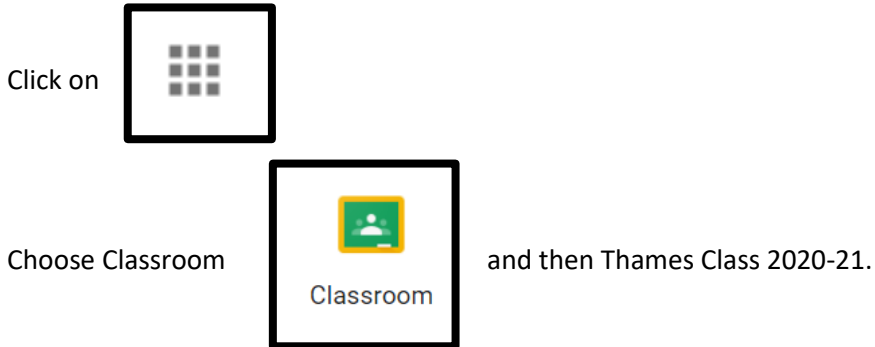 Click on
Choose Classroom and then Thames Class 2020-21.
Classroom